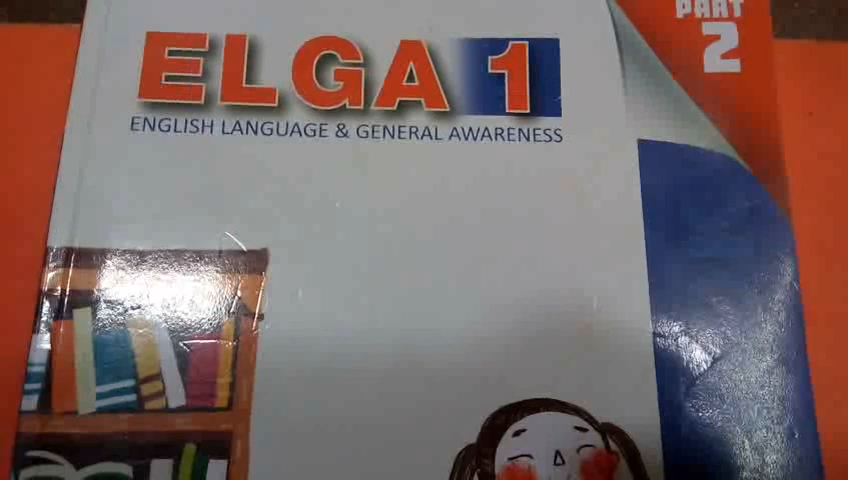 PART
2
ELGA 1
ENGLISH LANGUAGE & GENERAL AWARENESS